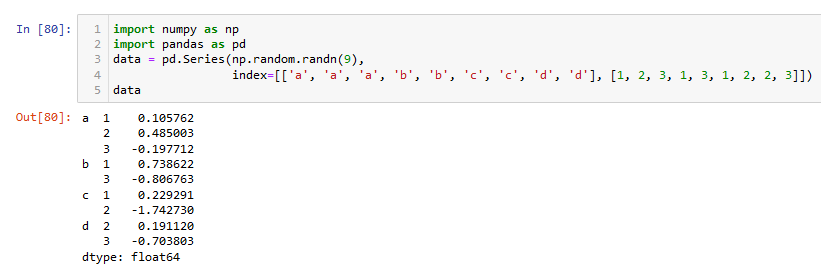 In [80]:
1 import numpy as np
2 import pandas as pd
3 data = pd.Series(np.random.randn(9),
4                  index=[['a', 'a', 'a', 'b', 'b', 'c', 'c', 'd', 'd'], [1, 2, 3, 1, 3, 1, 2, 2, 3]])
5 data
Out[80]:
a  1    0.105762
   2    0.485003
   3   -0.197712
b  1    0.738622
   3   -0.806763
c  1    0.229291
   2   -1.742730
d  2    0.191120
   3   -0.703803
dtype: float64